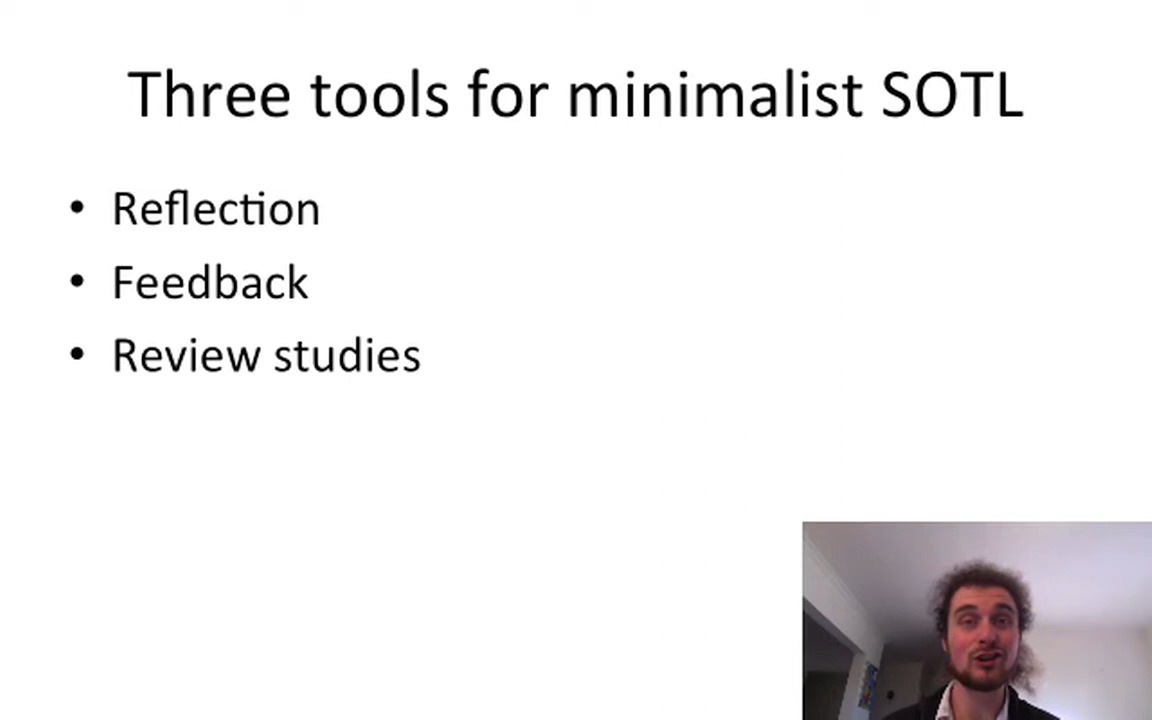 Three tools for minimalist SOTL
• Reflection
• Feedback
• Review studies